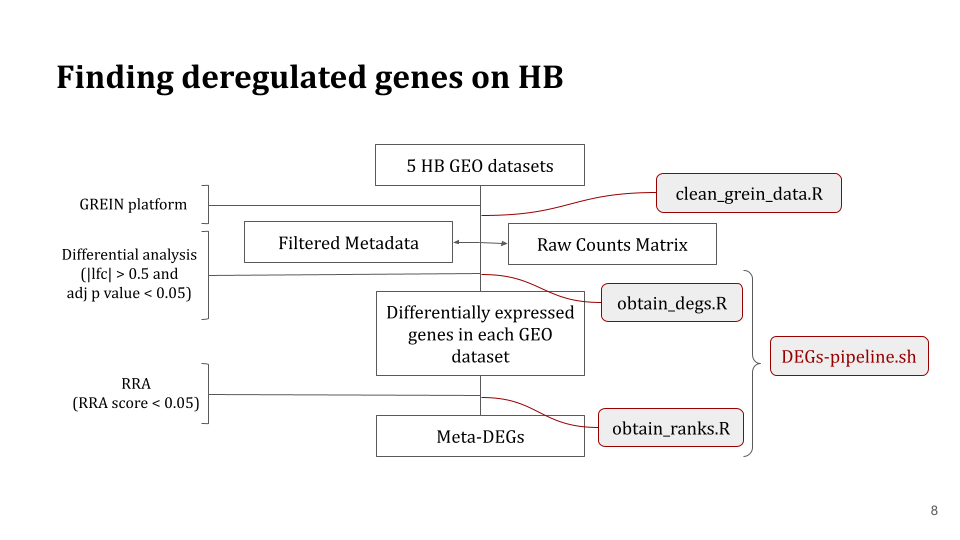 Finding deregulated genes on HB
5 HB GEO datasets
clean_grein_data.R
GREIN platform
Filtered Metadata
Raw Counts Matrix
Differential analysis
(|lfc| > 0.5 and
adj p value < 0.05)
obtain_degs.R
Differentially expressed
genes in each GEO
dataset
DEGs-pipeline.sh
RRA
(RRA score < 0.05)
obtain_ranks.R
Meta-DEGs
8